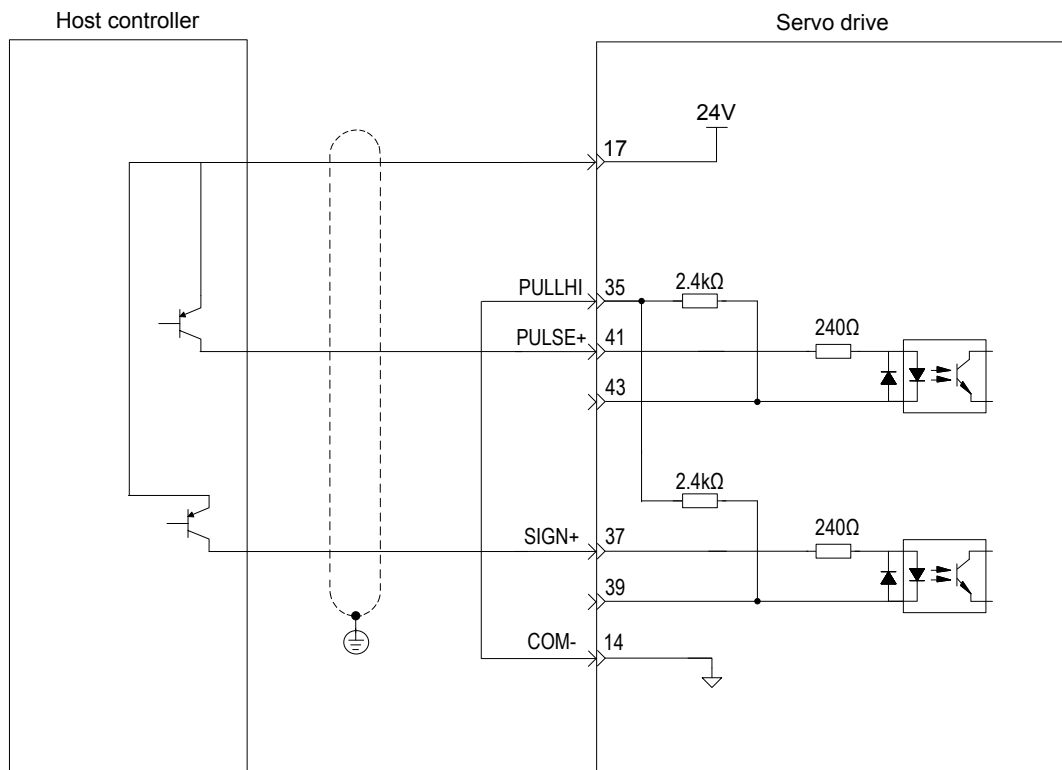 Host controller
Servo drive
24V
17
PULLHI 35 2.4kΩ
PULSE+ 41 240Ω
43
2.4kΩ
SIGN+ 37 240Ω
39
COM- 14